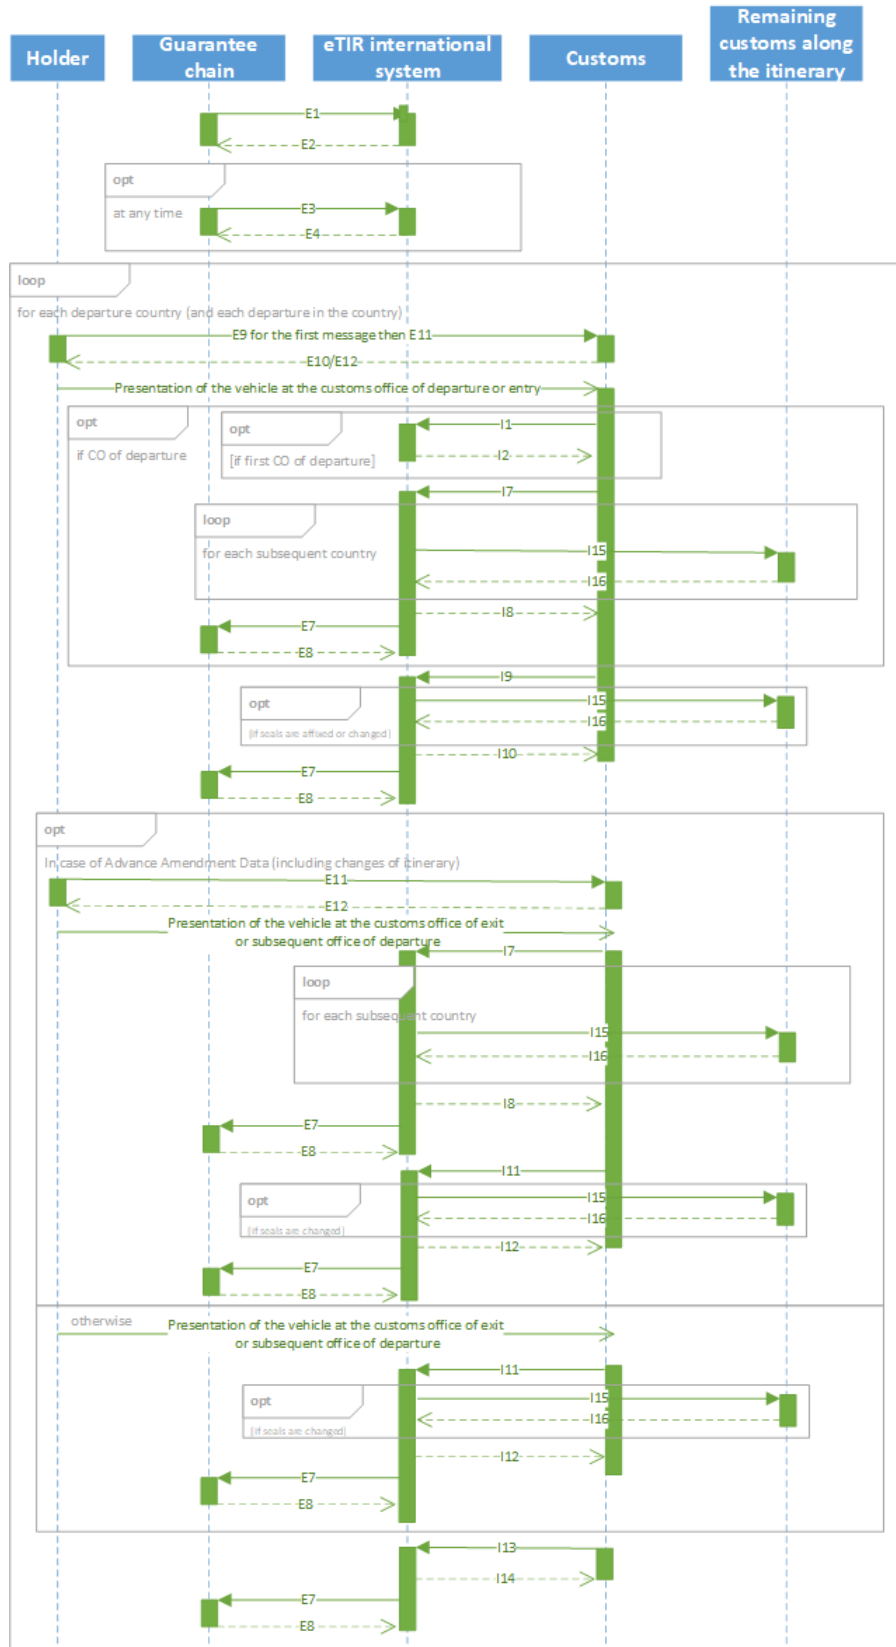 Holder
Guarantee
chain
eTIR international
system
Customs
Remaining
customs along
the itinerary
E1
E2
opt
at any time
E3
E4
loop
for each departure country (and each departure in the country)
E9 for the first message then E11
E10/E12
Presentation of the vehicle at the customs office of departure or entry
opt
if CO of departure
opt
[if first CO of departure]
I1
I2
I7
loop
for each subsequent country
I15
I16
I8
E7
E8
I9
opt
(if seals are affixed or changed)
I15
I16
I10
E7
E8
opt
In case of Advance Amendment Data (including changes of itinerary)
E11
E12
Presentation of the vehicle at the customs office of exit
or subsequent office of departure
I7
loop
for each subsequent country
I15
I16
I8
E7
E8
I11
opt
(if seals are changed)
I15
I16
I12
E7
E8
otherwise
Presentation of the vehicle at the customs office of exit
or subsequent office of departure
I11
opt
(if seals are changed)
I15
I16
I12
E7
E8
I13
I14
E7
E8